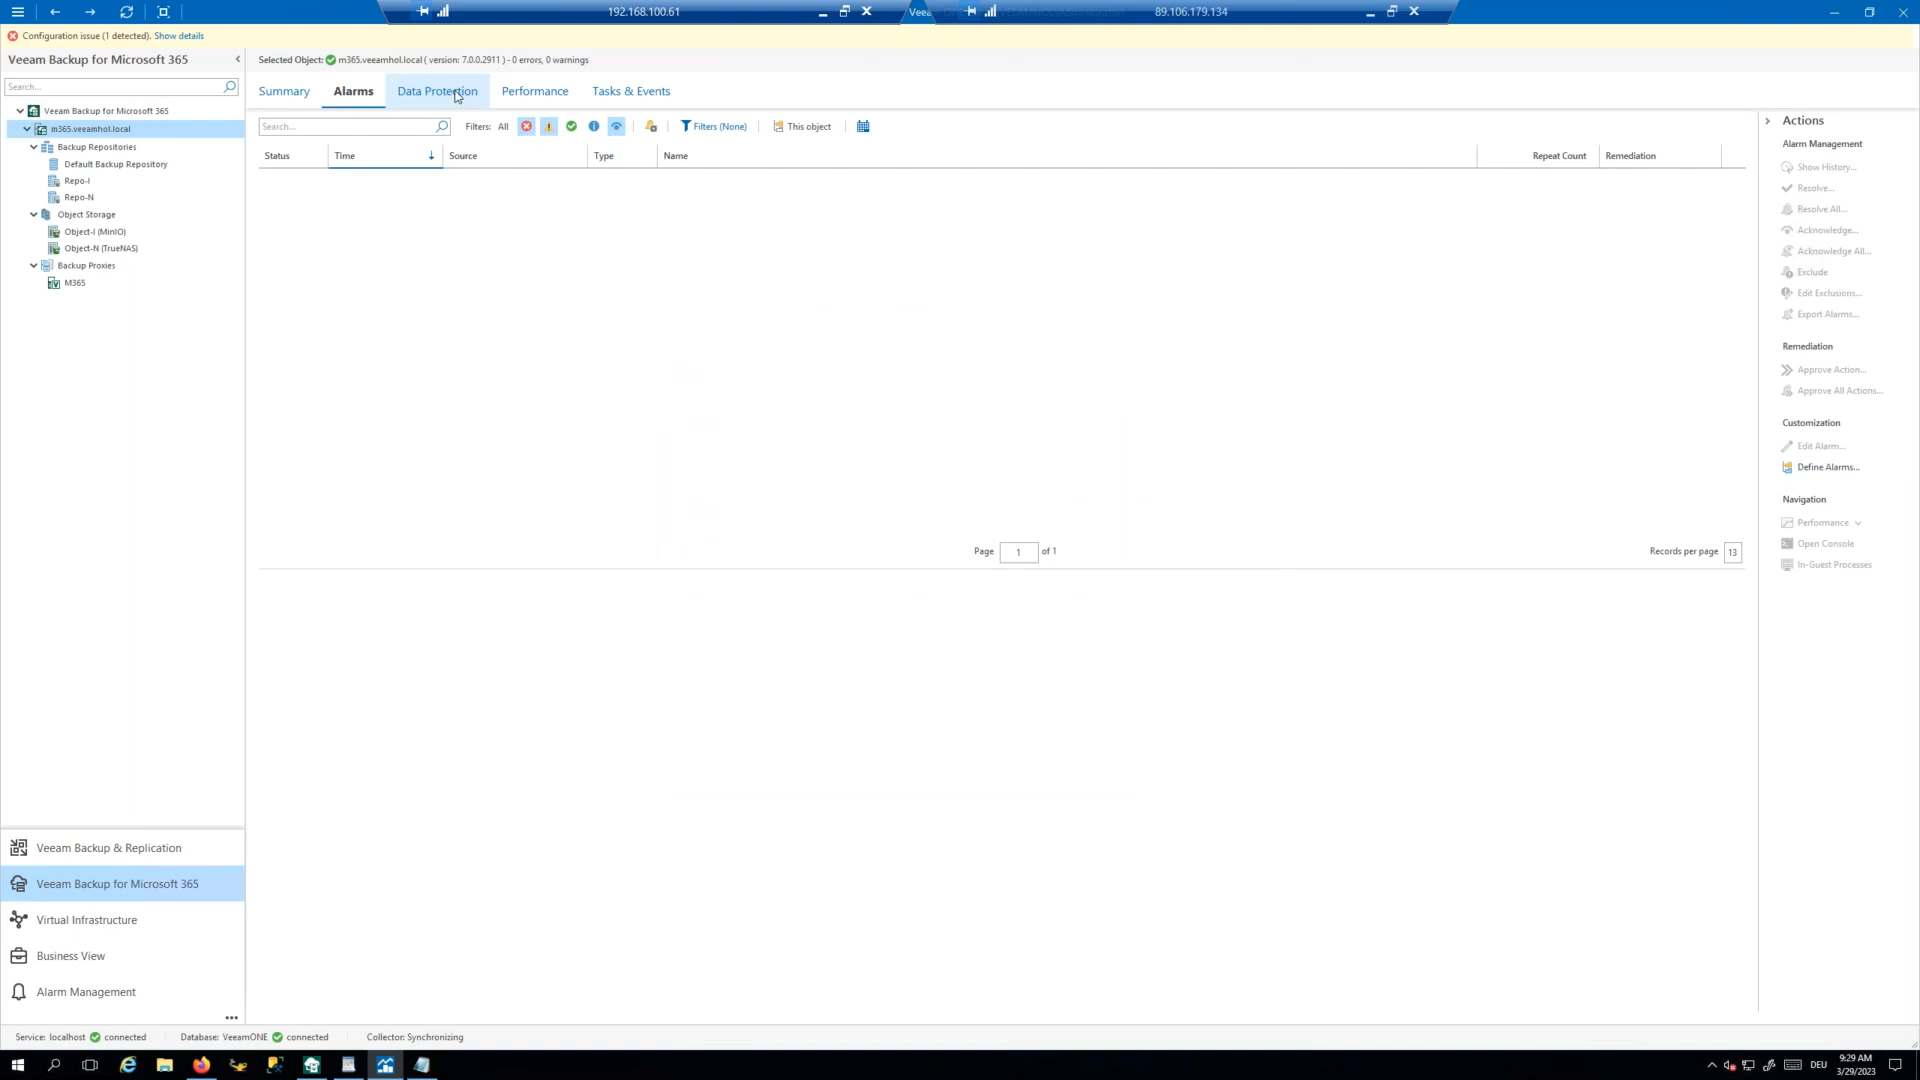 192.168.100.61
Veea
89.106.179.134
Configuration issue (1 detected). Show details
Veeam Backup for Microsoft 365
Search...
Veeam Backup for Microsoft 365
m365.veeamhol.local
Backup Repositories
Default Backup Repository
Repo-I
Repo-N
Object Storage
Object-I (MinIO)
Object-N (TrueNAS)
Backup Proxies
M365
Veeam Backup & Replication
Veeam Backup for Microsoft 365
Virtual Infrastructure
Business View
Alarm Management
Selected Object: m365.veeamhol.local ( version: 7.0.0.2911 ) - 0 errors, 0 warnings
Summary Alarms Data Protection Performance Tasks & Events
Search... Filters: All Filters (None) This object
Status Time Source Type Name Repeat Count Remediation
Page 1 of 1 Records per page 13
Actions
Alarm Management
Show History...
Resolve...
Resolve All...
Acknowledge...
Acknowledge All...
Exclude
Edit Exclusions...
Export Alarms...
Remediation
Approve Action...
Approve All Actions...
Customization
Edit Alarm...
Define Alarms...
Navigation
Performance
Open Console
In-Guest Processes
Service: localhost connected Database: VeeamONE connected Collector: Synchronizing
DEU
9:29 AM
3/29/2023